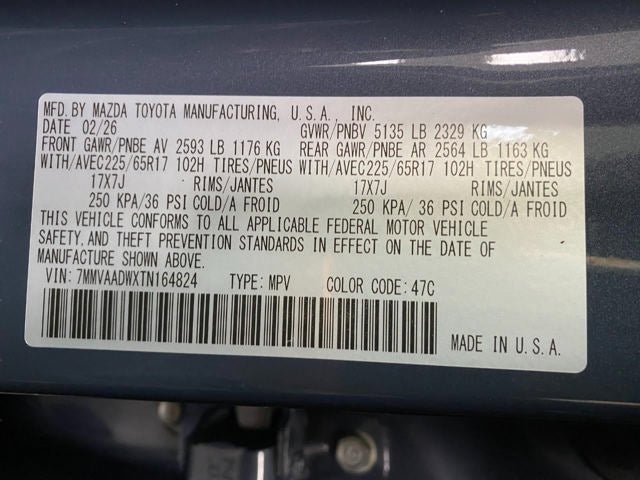 MFD. BY MAZDA TOYOTA MANUFACTURING, U.S.A., INC.
DATE 02/26 GVWR/PNBV 5135 LB 2329 KG
FRONT GAWR/PNBE AV 2593 LB 1176 KG REAR GAWR/PNBE AR 2564 LB 1163 KG
WITH/AVEC225/65R17 102H TIRES/PNEUS WITH/AVEC225/65R17 102H TIRES/PNEUS
17X7J RIMS/JANTES 17X7J RIMS/JANTES
250 KPA/36 PSI COLD/A FROID 250 KPA/ 36 PSI COLD/A FROID
THIS VEHICLE CONFORMS TO ALL APPLICABLE FEDERAL MOTOR VEHICLE
SAFETY, AND THEFT PREVENTION STANDARDS IN EFFECT ON THE DATE OF
MANUFACTURE SHOWN ABOVE.
VIN: 7MMVAADWXTN164824 TYPE: MPV COLOR CODE: 47C
MADE IN U.S.A.